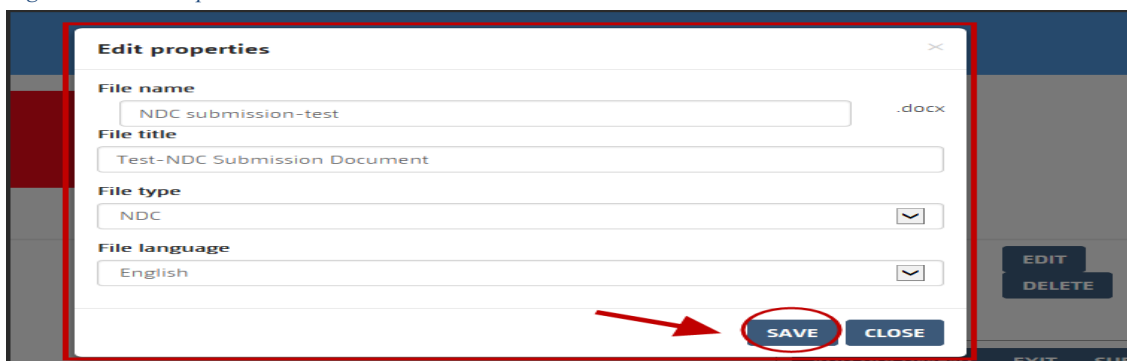 Edit properties
×
File name
NDC submission-test
.docx
File title
Test-NDC Submission Document
File type
NDC
File language
English
EDIT
DELETE
SAVE
CLOSE
EXIT